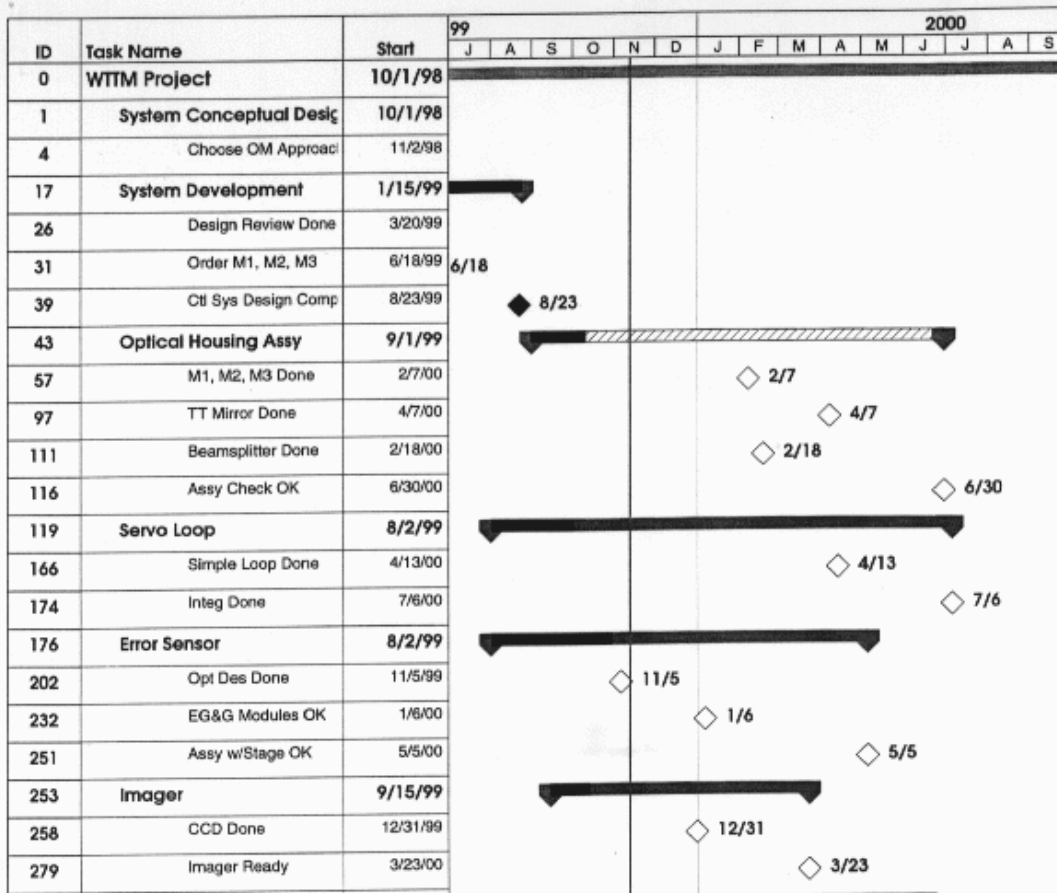 99 2000
ID Task Name Start J A S O N D J F M A M J J A S
0 WTTM Project 10/1/98
1 System Conceptual Desig 10/1/98
4 Choose OM Approacl 11/2/98
17 System Development 1/15/99
26 Design Review Done 3/20/99
31 Order M1, M2, M3 6/18/99 6/18
39 Ctl Sys Design Comp 8/23/99 8/23
43 Optical Housing Assy 9/1/99
57 M1, M2, M3 Done 2/7/00 2/7
97 TT Mirror Done 4/7/00 4/7
111 Beamsplitter Done 2/18/00 2/18
116 Assy Check OK 6/30/00 6/30
119 Servo Loop 8/2/99
166 Simple Loop Done 4/13/00 4/13
174 Integ Done 7/6/00 7/6
176 Error Sensor 8/2/99
202 Opt Des Done 11/5/99 11/5
232 EG&G Modules OK 1/6/00 1/6
251 Assy w/Stage OK 5/5/00 5/5
253 Imager 9/15/99
258 CCD Done 12/31/99 12/31
279 Imager Ready 3/23/00 3/23